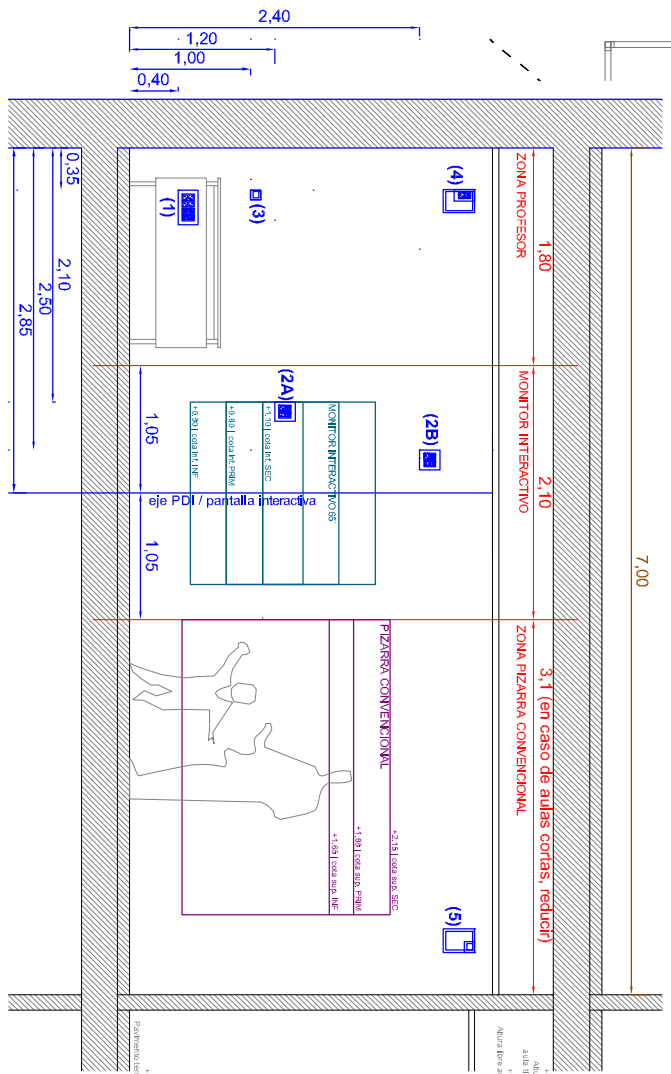 2,40
1,20
1,00
0,40
0,35
2,10
2,50
2,85
(1)
(3)
(4)
ZONA PROFESOR
1,80
(2A)
(2B)
MONITOR INTERACTIVO
2,10
MONITOR INTERACTIVO 65"
+1,10 | cota inf. SEC
+0,80 | cota inf. PRIM
+0,50 | cota inf. INF
1,05
eje PDI / pantalla interactiva
1,05
7,00
ZONA PIZARRA CONVENCIONAL
3,1 (en caso de aulas cortas, reducir)
PIZARRA CONVENCIONAL
+2,15 | cota sup. SEC
+1,85 | cota sup. PRIM
+1,65 | cota sup. INF
(5)
Pavimento
Altura libre